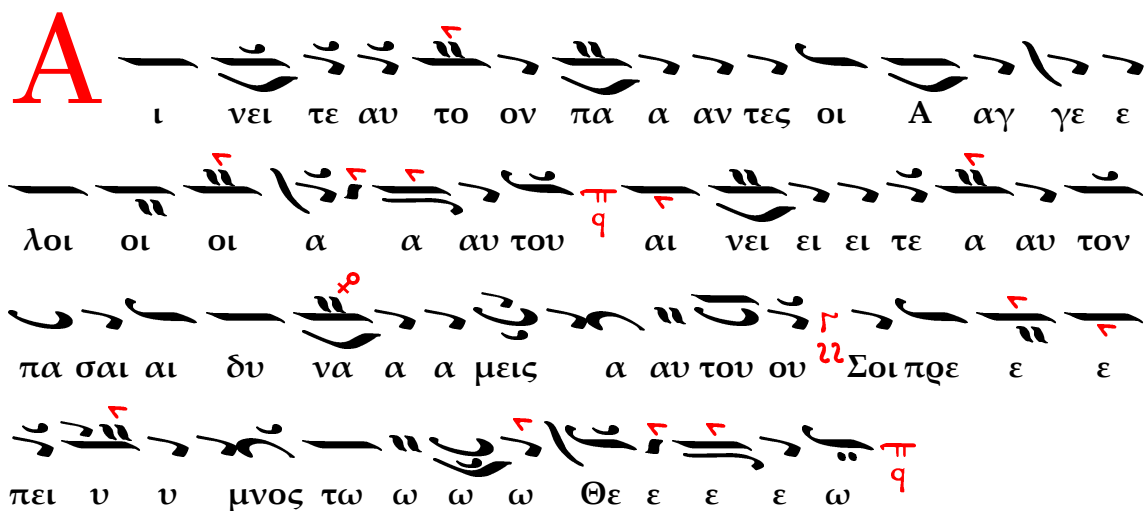 Α ι νει τε αυ το ον πα α αν τες οι Α αγ γε ε
λοι οι οι α α αυ του π q αι νει ει ει τε α αυ τον
πα σαι αι δυ να α α μεις α αυ του ου Σοι πρε ε ε
πει υ υ μνος τω ω ω ω Θε ε ε ε ω π q